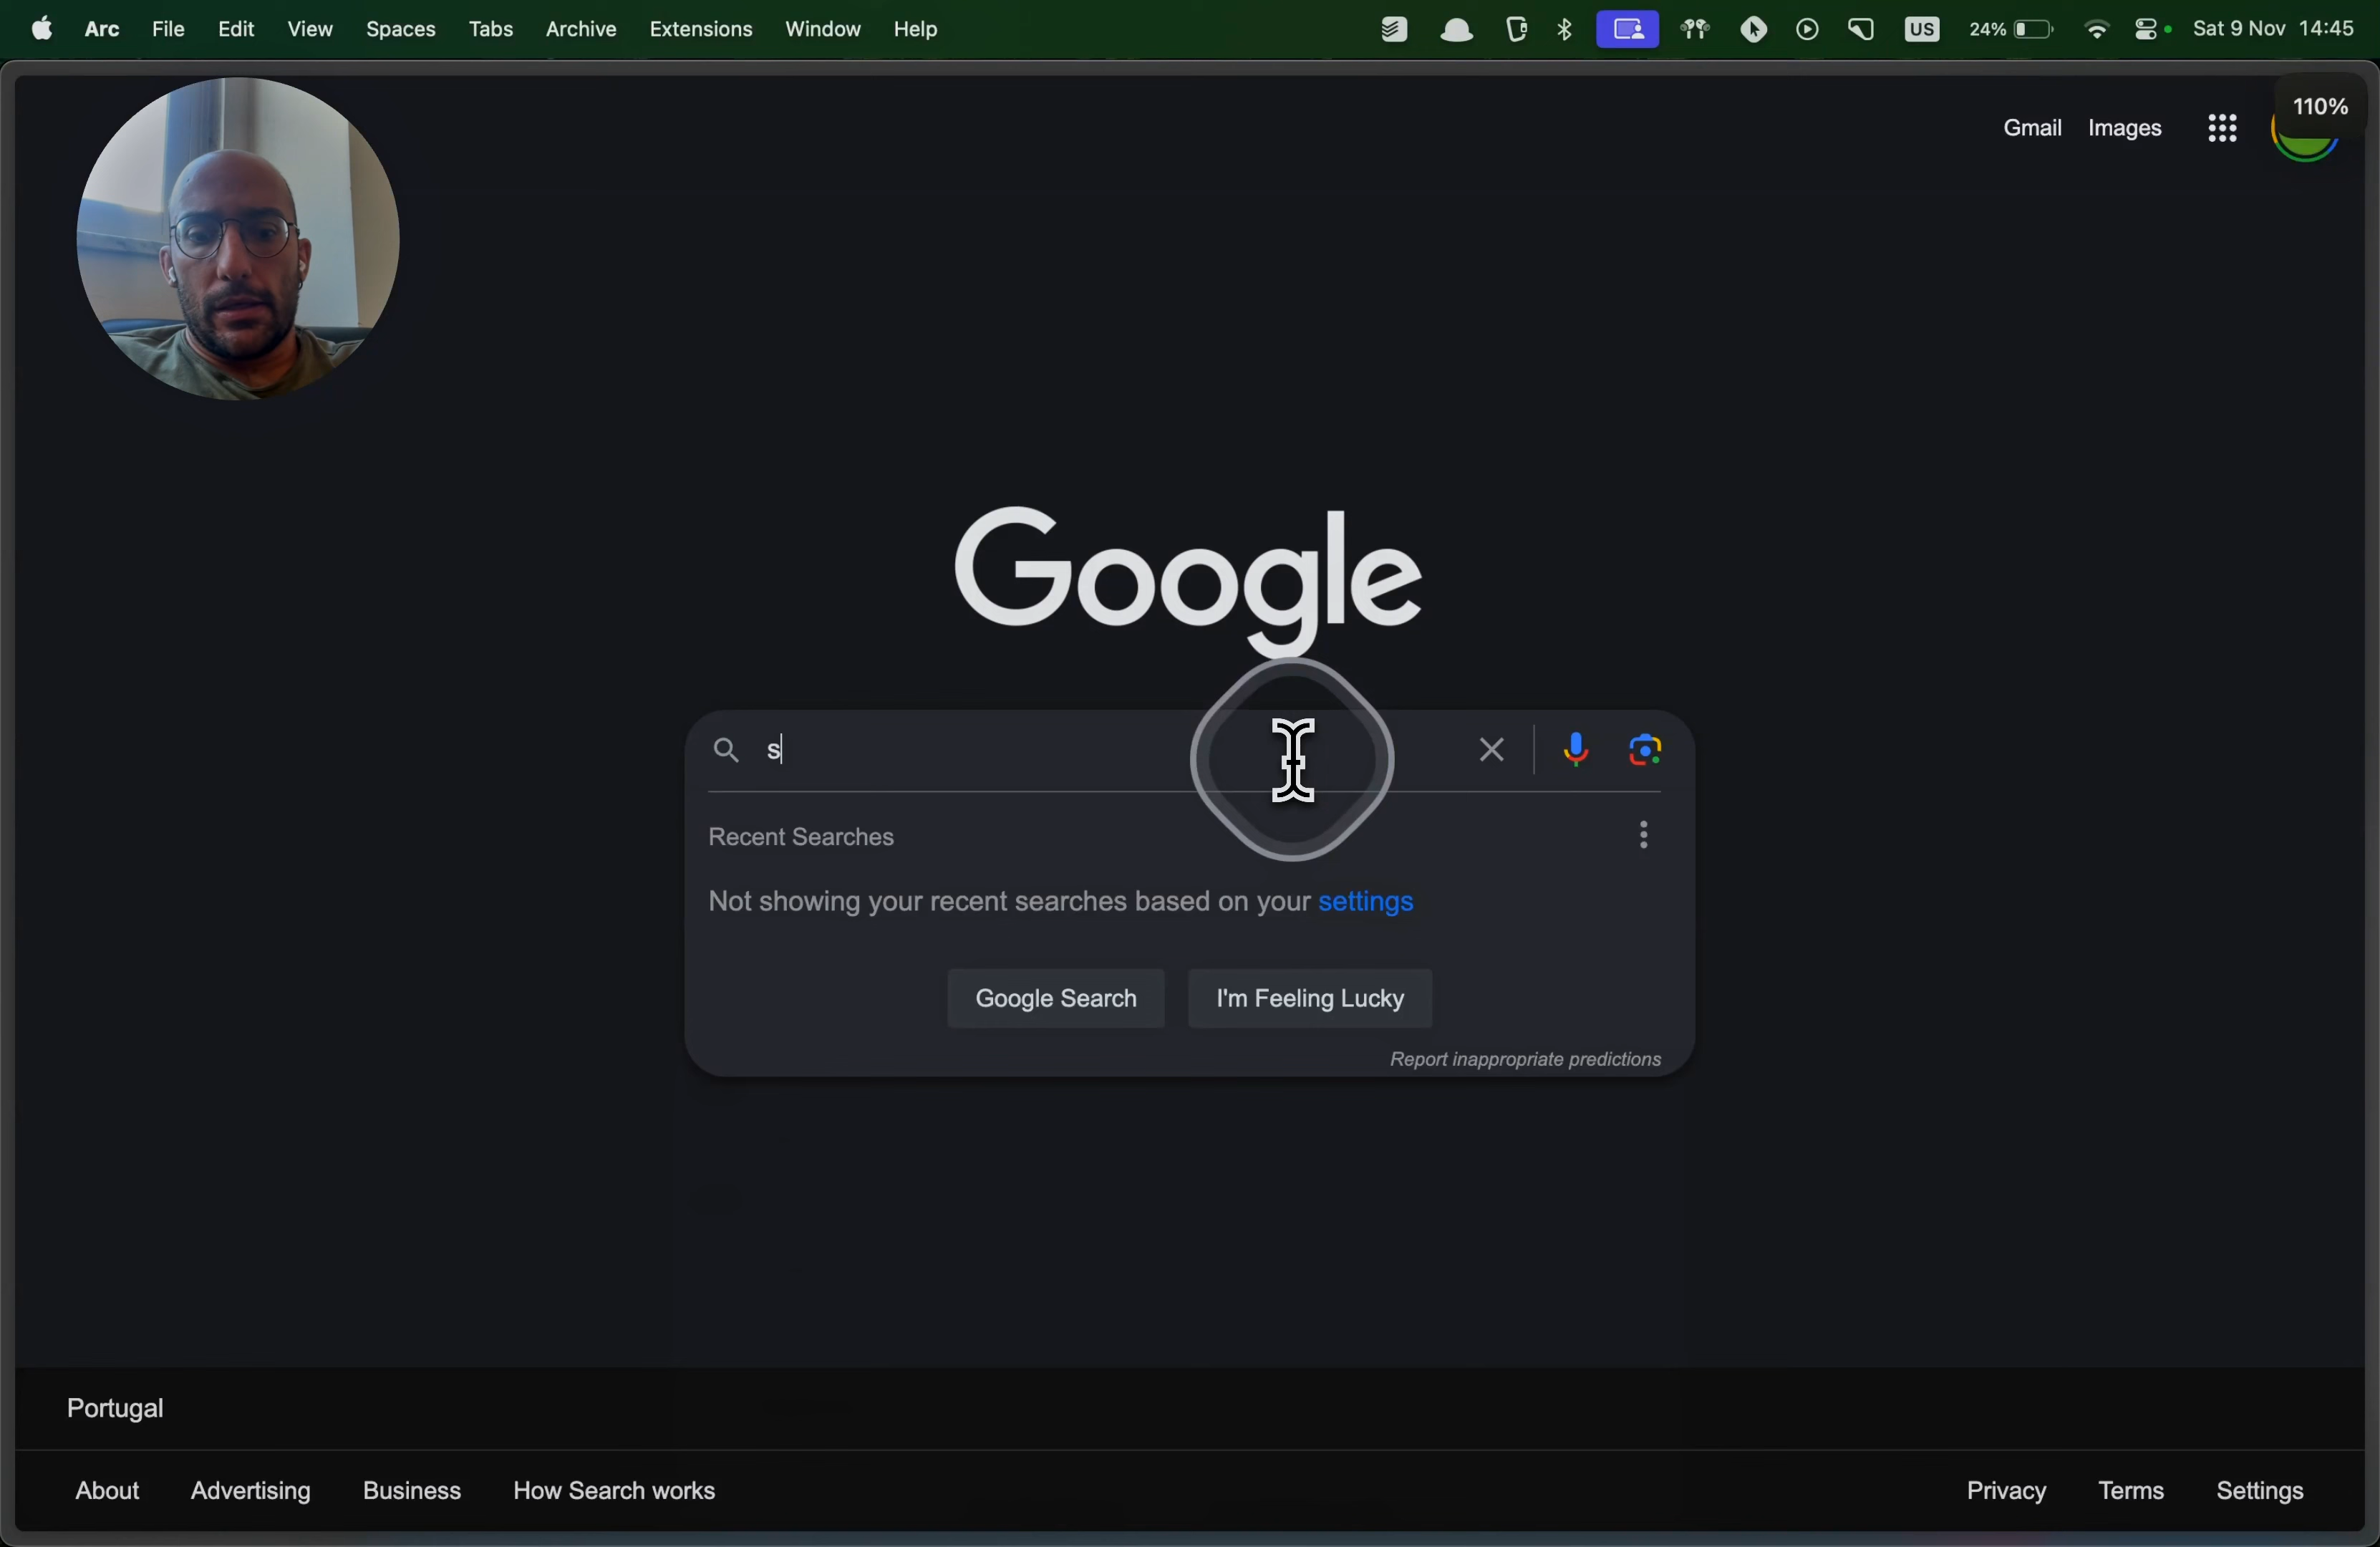 Arc File Edit View Spaces Tabs Archive Extensions Window Help US 24% Sat 9 Nov 14:45
110%
Gmail Images
Google
s
Recent Searches
Not showing your recent searches based on your settings
Google Search I'm Feeling Lucky
Report inappropriate predictions
Portugal
About Advertising Business How Search works Privacy Terms Settings